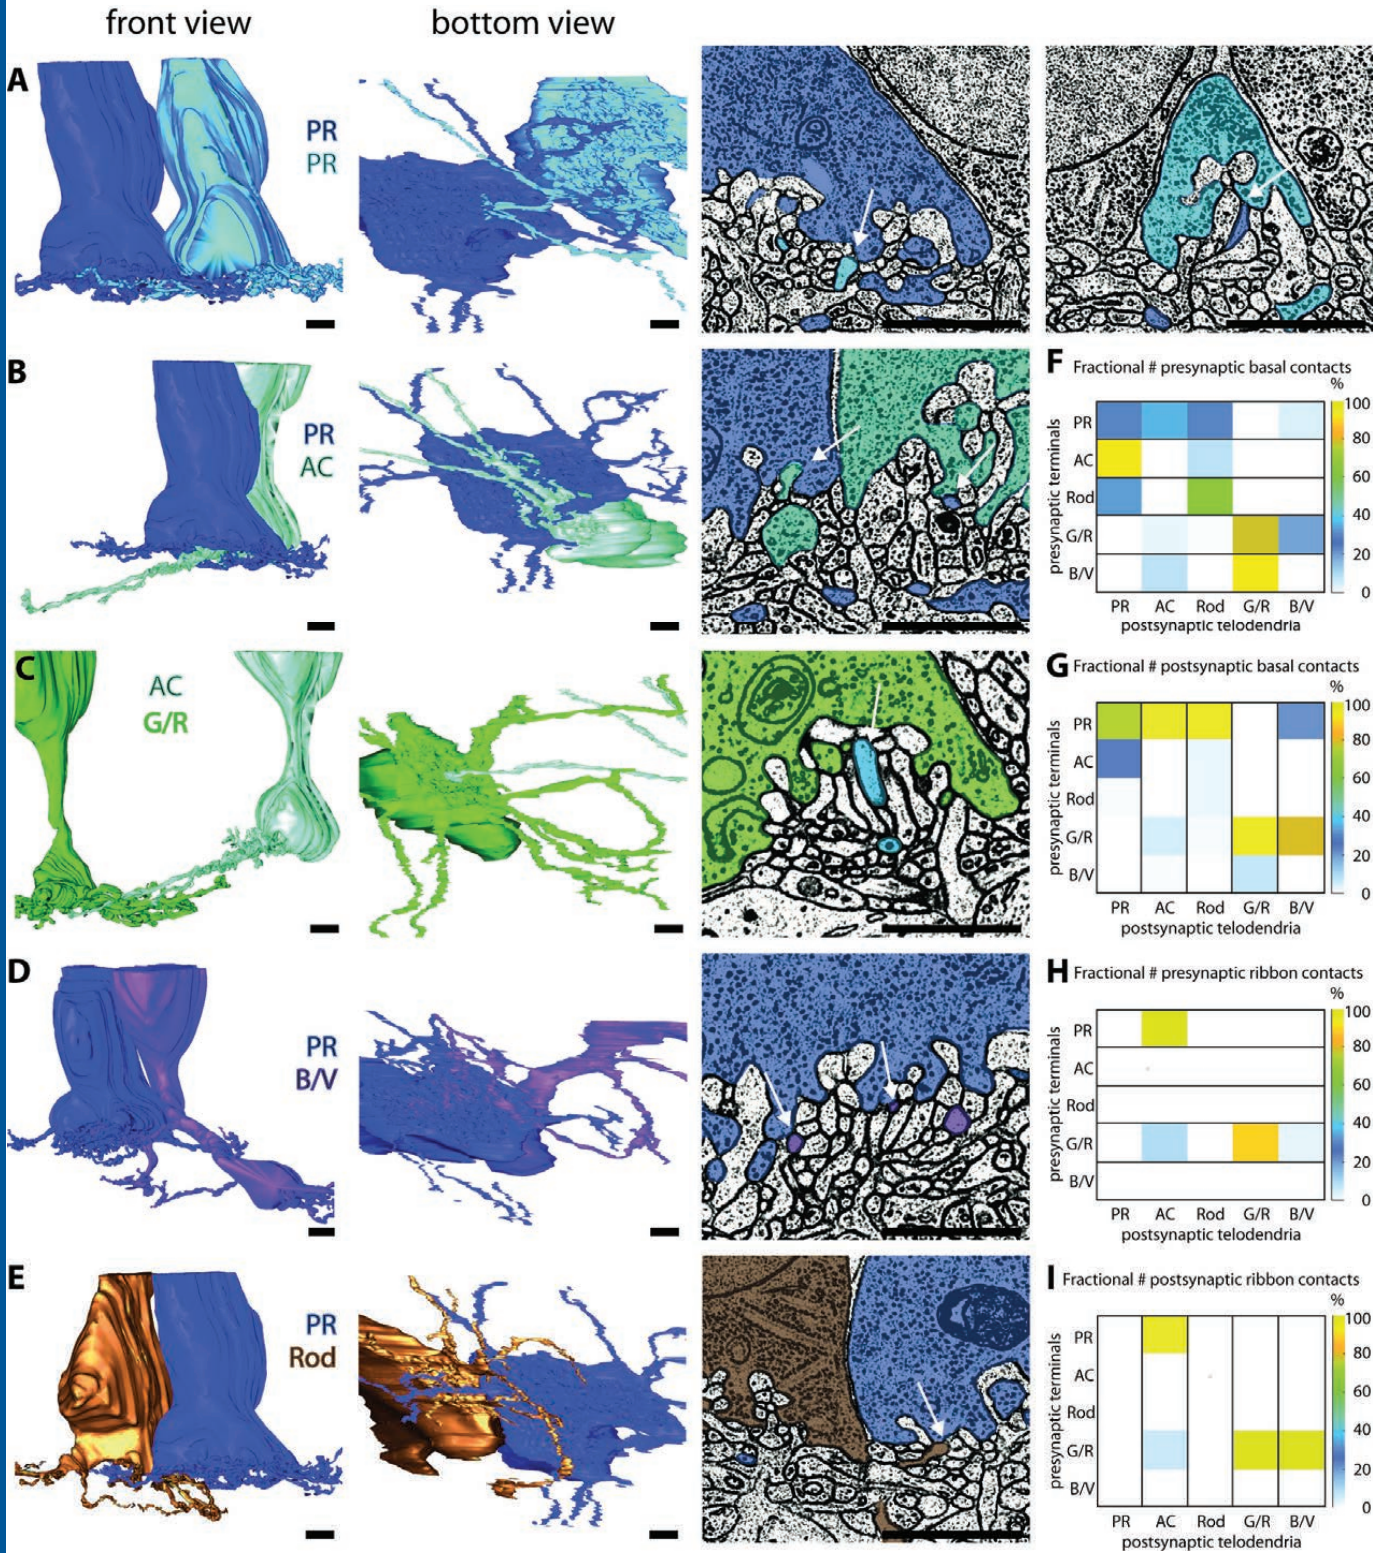 front view
bottom view
A
PR
PR
B
PR
AC
F Fractional # presynaptic basal contacts
%
100
80
60
40
20
0
presynaptic terminals
PR
AC
Rod
G/R
B/V
PR AC Rod G/R B/V
postsynaptic telodendria
C
AC
G/R
G Fractional # postsynaptic basal contacts
%
100
80
60
40
20
0
presynaptic terminals
PR
AC
Rod
G/R
B/V
PR AC Rod G/R B/V
postsynaptic telodendria
D
PR
B/V
H Fractional # presynaptic ribbon contacts
%
100
80
60
40
20
0
presynaptic terminals
PR
AC
Rod
G/R
B/V
PR AC Rod G/R B/V
postsynaptic telodendria
E
PR
Rod
I Fractional # postsynaptic ribbon contacts
%
100
80
60
40
20
0
presynaptic terminals
PR
AC
Rod
G/R
B/V
PR AC Rod G/R B/V
postsynaptic telodendria